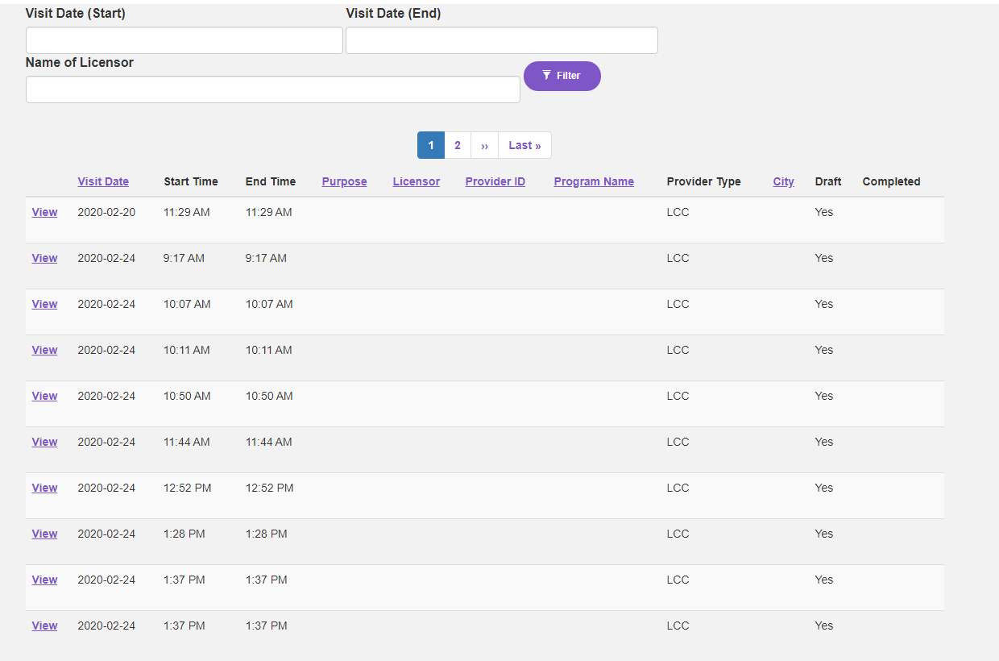 Visit Date (Start) Visit Date (End)
Name of Licensor
Filter
1 2 ›› Last »
Visit Date Start Time End Time Purpose Licensor Provider ID Program Name Provider Type City Draft Completed
View 2020-02-20 11:29 AM 11:29 AM LCC Yes
View 2020-02-24 9:17 AM 9:17 AM LCC Yes
View 2020-02-24 10:07 AM 10:07 AM LCC Yes
View 2020-02-24 10:11 AM 10:11 AM LCC Yes
View 2020-02-24 10:50 AM 10:50 AM LCC Yes
View 2020-02-24 11:44 AM 11:44 AM LCC Yes
View 2020-02-24 12:52 PM 12:52 PM LCC Yes
View 2020-02-24 1:28 PM 1:28 PM LCC Yes
View 2020-02-24 1:37 PM 1:37 PM LCC Yes
View 2020-02-24 1:37 PM 1:37 PM LCC Yes